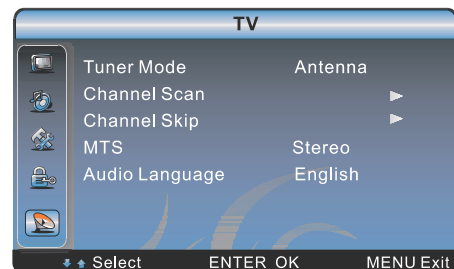 TV
Tuner Mode Antenna
Channel Scan
Channel Skip
MTS Stereo
Audio Language English
Select ENTER OK MENU Exit